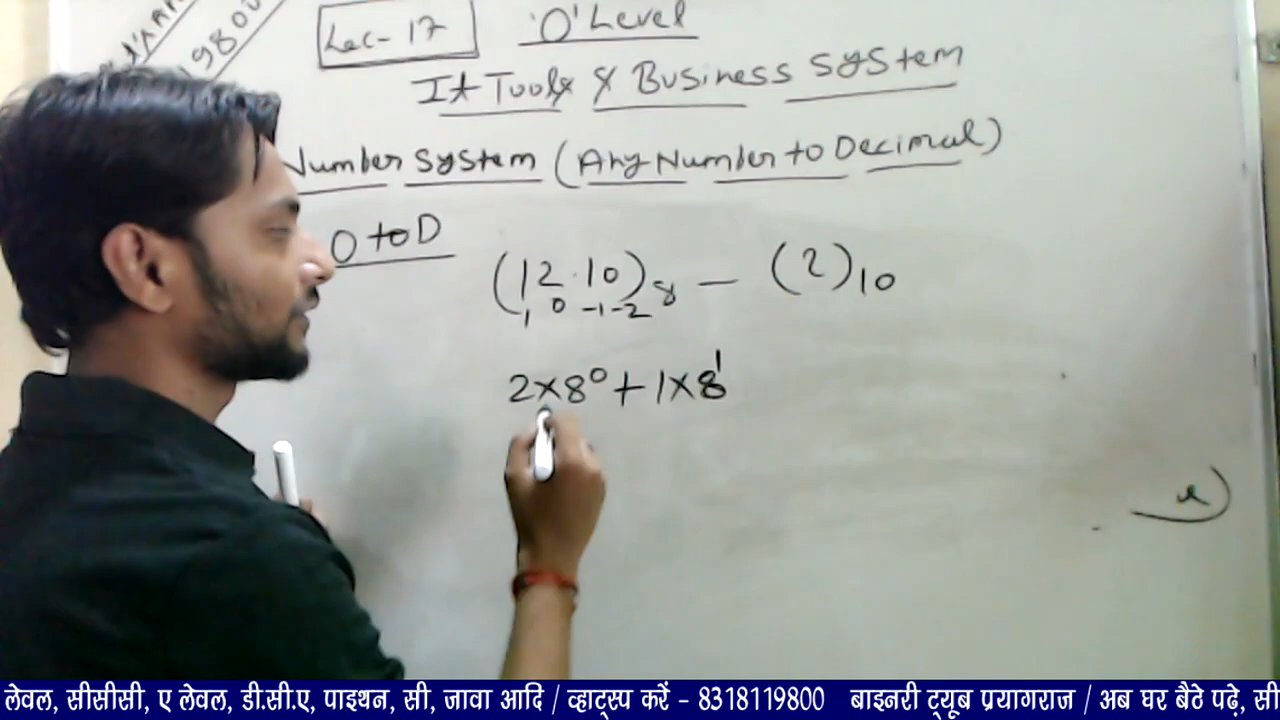 9800
Lec-17 'O' Level
It Tools & Business System
Number System (Any Number to Decimal)
O to D
(12.10)8 — (2)10
1 0 -1 -2
2×8⁰+1×8¹
लेवल, सीसीसी, ए लेवल, डी.सी.ए, पाइथन, सी, जावा आदि / व्हाट्स्प करें - 8318119800 बाइनरी ट्यूब प्रयागराज / अब घर बैठे पढ़े, सी